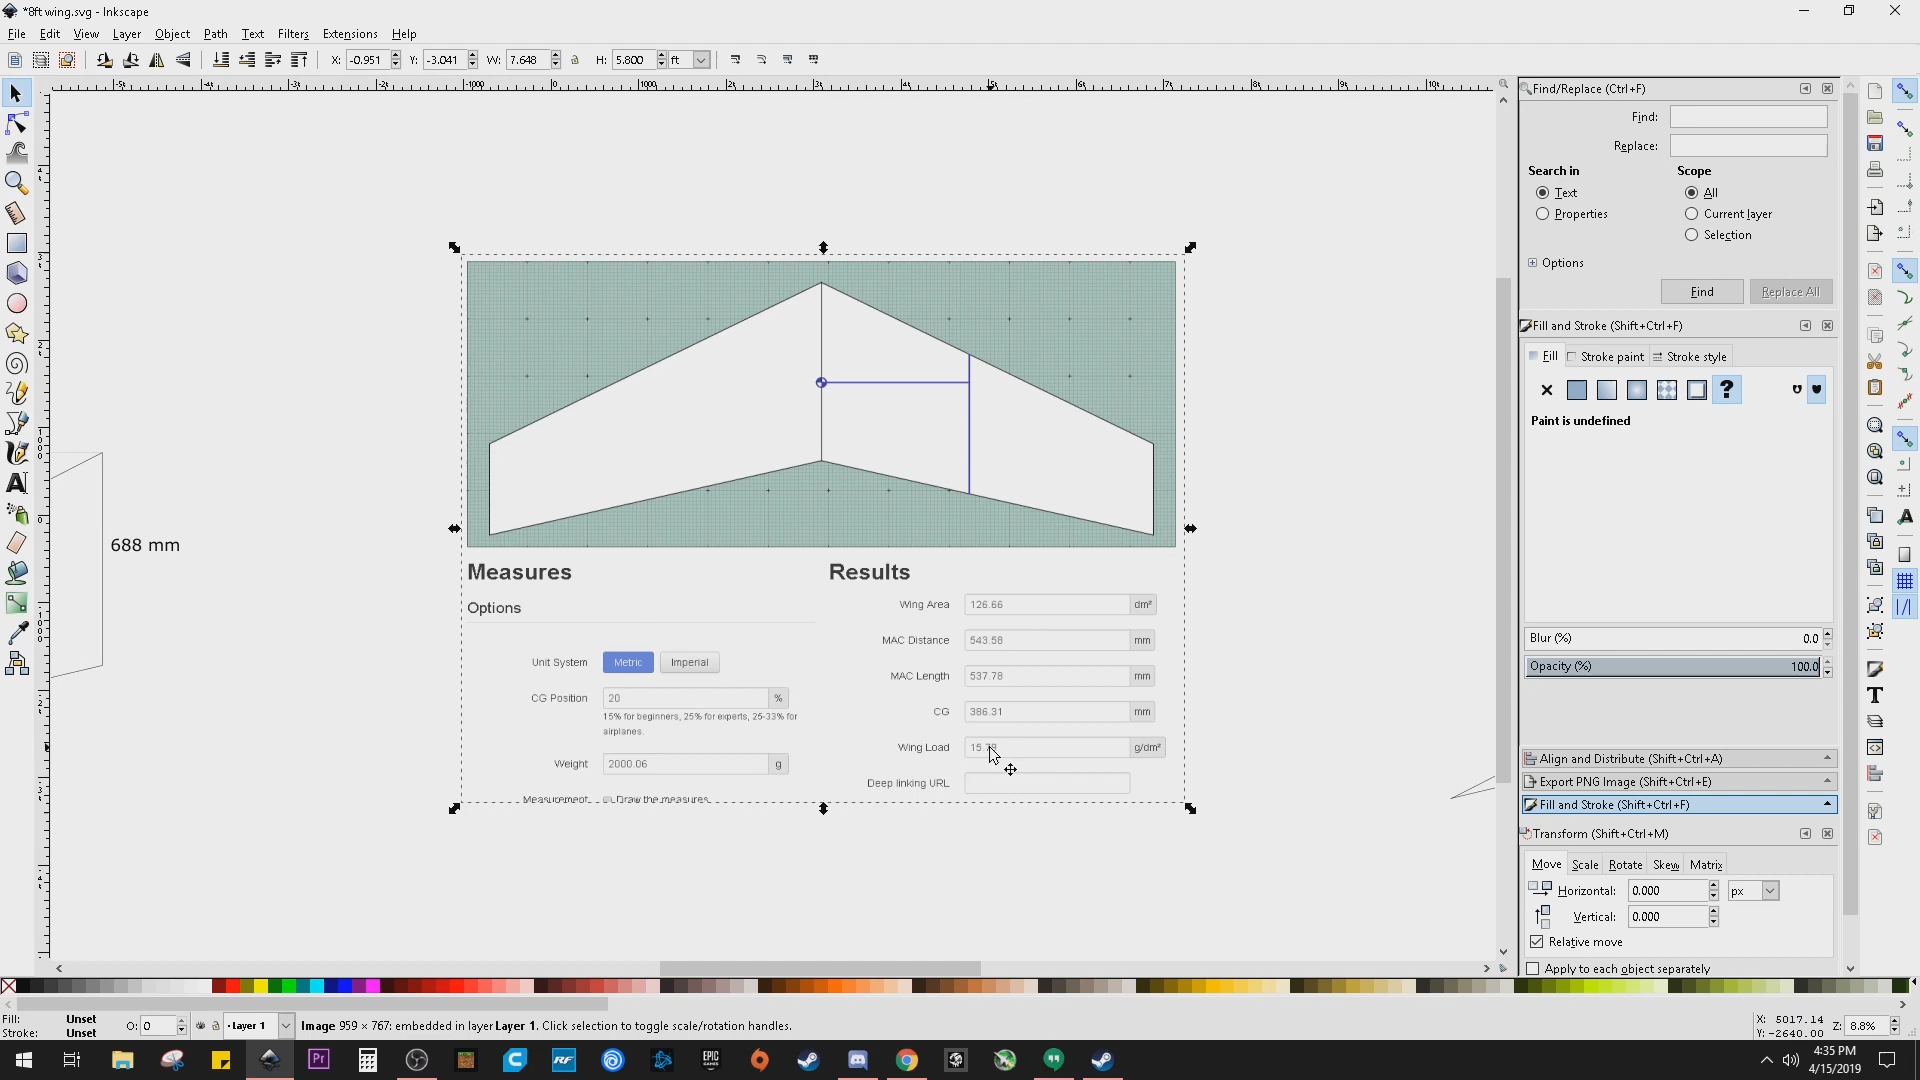 *8ft wing.svg - Inkscape
File Edit View Layer Object Path Text Filters Extensions Help
X: -0.951 Y: -3.041 W: 7.648 H: 5.800 ft
Find/Replace (Ctrl+F)
Find:
Replace:
Search in Scope
Text All
Properties Current layer
Selection
Options
Find Replace All
Fill and Stroke (Shift+Ctrl+F)
Fill Stroke paint Stroke style
?
Paint is undefined
688 mm
Measures
Results
Options
Wing Area 126.66 dm²
MAC Distance 543.58 mm
Unit System Metric Imperial
MAC Length 537.78 mm
CG Position 20 %
15% for beginners, 25% for experts, 25-33% for
airplanes.
CG 386.31 mm
Wing Load g/dm²
Weight 2000.06 g
Deep linking URL
Measurement Draw the measures
Blur (%) 0.0
Opacity (%) 100.0
Align and Distribute (Shift+Ctrl+A)
Export PNG Image (Shift+Ctrl+E)
Fill and Stroke (Shift+Ctrl+F)
Transform (Shift+Ctrl+M)
Move Scale Rotate Skew Matrix
Horizontal: 0.000 px
Vertical: 0.000
Relative move
Apply to each object separately
Fill: Unset
Stroke: Unset
O: 0
Layer 1
Image 959 × 767: embedded in layer Layer 1. Click selection to toggle scale/rotation handles.
X: 5017.14
Y: -2640.00
Z: 8.8%
Pr
RF
EPIC
GAMES
4:35 PM
4/15/2019